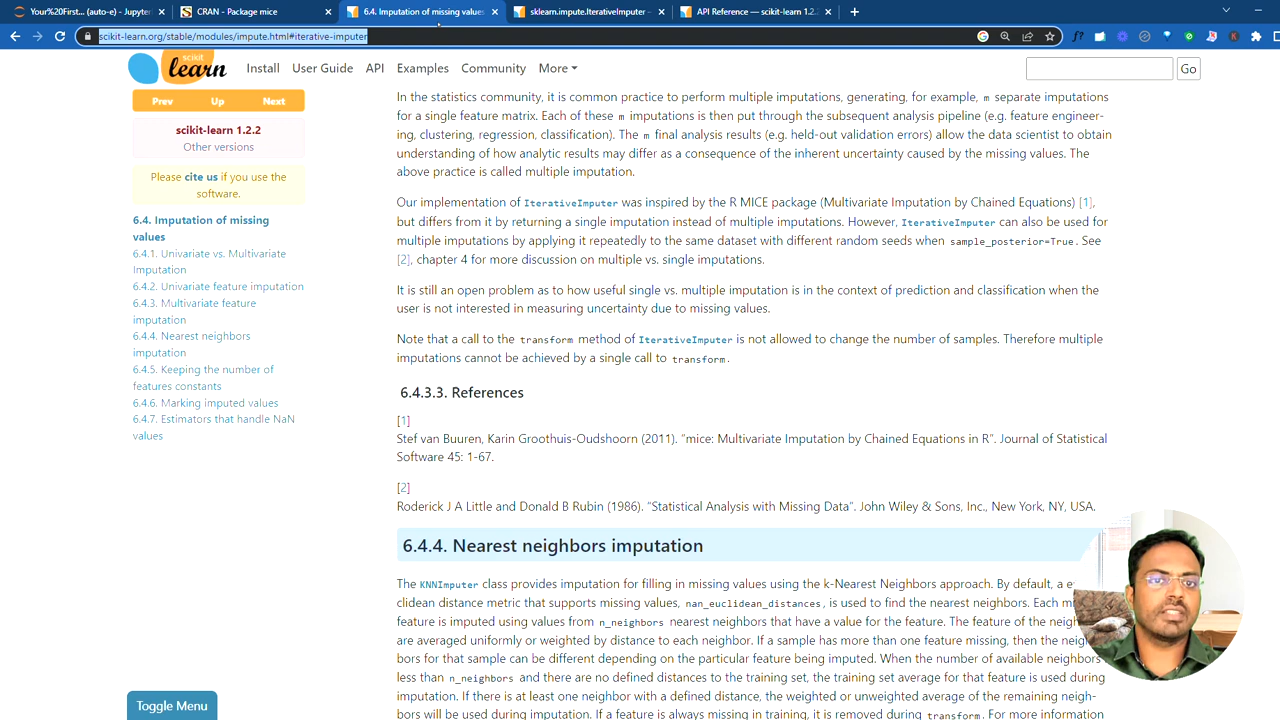 Your%20First... (auto-e) - Jupyter
CRAN - Package mice
6.4. Imputation of missing values
sklearn.impute.IterativeImputer —
API Reference — scikit-learn 1.2.
scikit-learn.org/stable/modules/impute.html#iterative-imputer
scikit
learn
Install
User Guide
API
Examples
Community
More
Go
Prev
Up
Next
scikit-learn 1.2.2
Other versions
Please cite us if you use the
software.
6.4. Imputation of missing
values
6.4.1. Univariate vs. Multivariate
Imputation
6.4.2. Univariate feature imputation
6.4.3. Multivariate feature
imputation
6.4.4. Nearest neighbors
imputation
6.4.5. Keeping the number of
features constants
6.4.6. Marking imputed values
6.4.7. Estimators that handle NaN
values
Toggle Menu
In the statistics community, it is common practice to perform multiple imputations, generating, for example, m separate imputations
for a single feature matrix. Each of these m imputations is then put through the subsequent analysis pipeline (e.g. feature engineer-
ing, clustering, regression, classification). The m final analysis results (e.g. held-out validation errors) allow the data scientist to obtain
understanding of how analytic results may differ as a consequence of the inherent uncertainty caused by the missing values. The
above practice is called multiple imputation.
Our implementation of IterativeImputer was inspired by the R MICE package (Multivariate Imputation by Chained Equations) [1],
but differs from it by returning a single imputation instead of multiple imputations. However, IterativeImputer can also be used for
multiple imputations by applying it repeatedly to the same dataset with different random seeds when sample_posterior=True. See
[2], chapter 4 for more discussion on multiple vs. single imputations.
It is still an open problem as to how useful single vs. multiple imputation is in the context of prediction and classification when the
user is not interested in measuring uncertainty due to missing values.
Note that a call to the transform method of IterativeImputer is not allowed to change the number of samples. Therefore multiple
imputations cannot be achieved by a single call to transform.
6.4.3.3. References
[1]
Stef van Buuren, Karin Groothuis-Oudshoorn (2011). "mice: Multivariate Imputation by Chained Equations in R". Journal of Statistical
Software 45: 1-67.
[2]
Roderick J A Little and Donald B Rubin (1986). "Statistical Analysis with Missing Data". John Wiley & Sons, Inc., New York, NY, USA.
6.4.4. Nearest neighbors imputation
The KNNImputer class provides imputation for filling in missing values using the k-Nearest Neighbors approach. By default, a e
clidean distance metric that supports missing values, nan_euclidean_distances, is used to find the nearest neighbors. Each mi
feature is imputed using values from n_neighbors nearest neighbors that have a value for the feature. The feature of the neigh
are averaged uniformly or weighted by distance to each neighbor. If a sample has more than one feature missing, then the neigh
bors for that sample can be different depending on the particular feature being imputed. When the number of available neighbors
less than n_neighbors and there are no defined distances to the training set, the training set average for that feature is used during
imputation. If there is at least one neighbor with a defined distance, the weighted or unweighted average of the remaining neigh-
bors will be used during imputation. If a feature is always missing in training, it is removed during transform. For more information